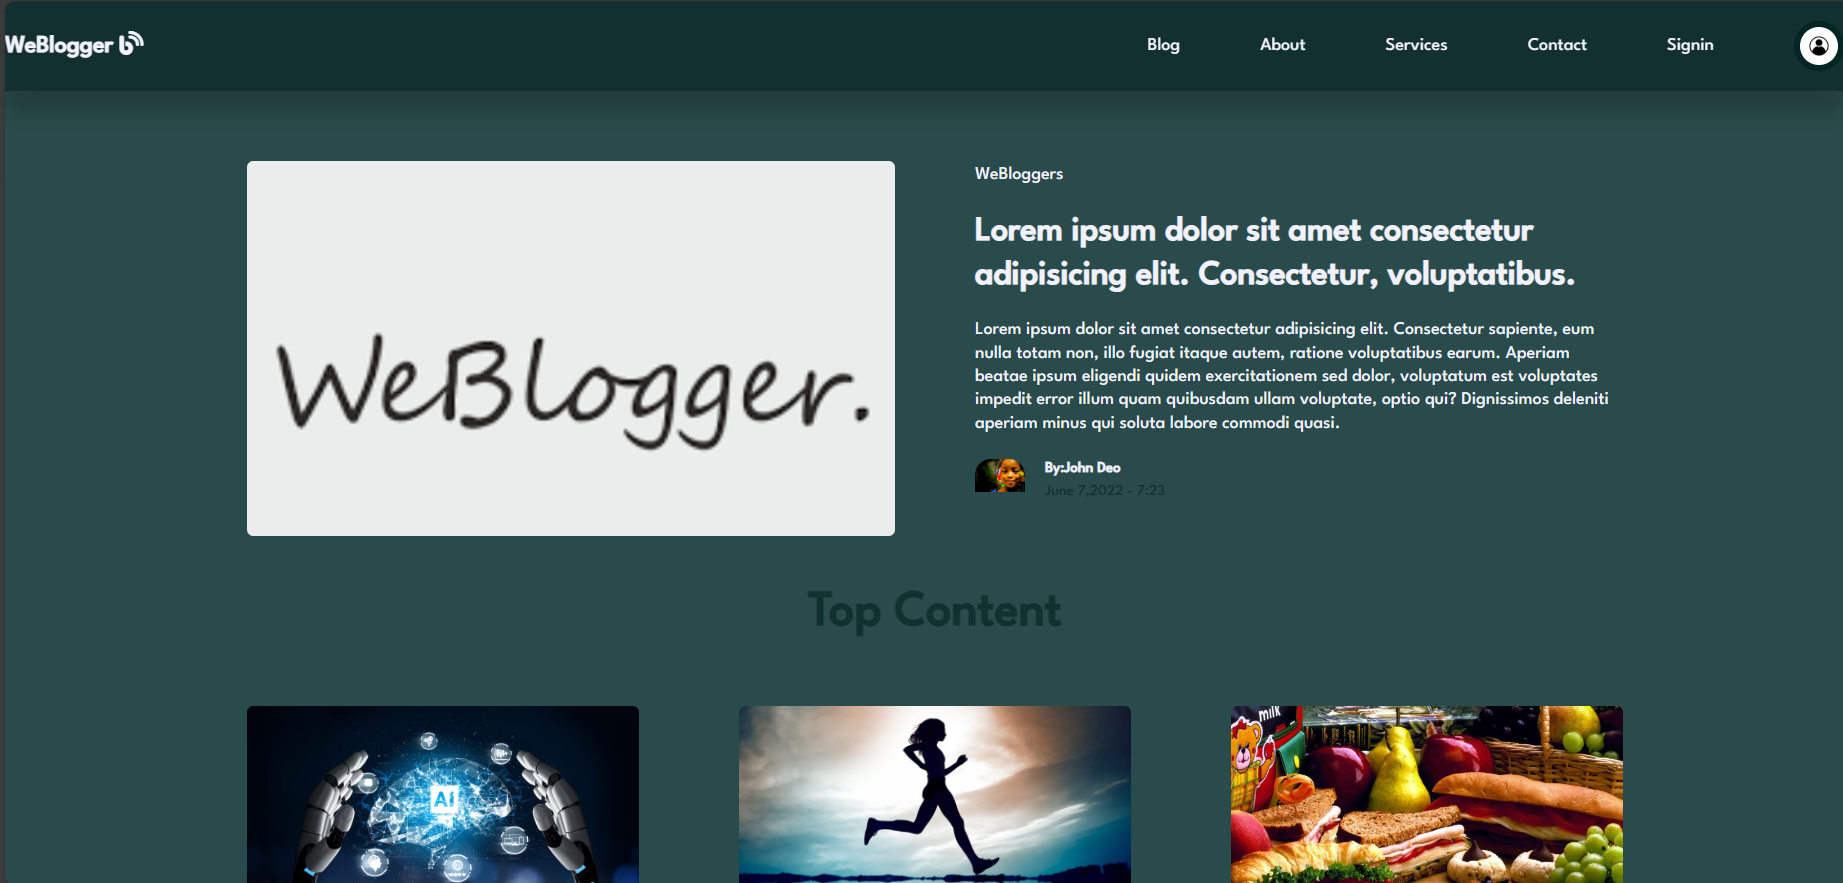 WeBlogger
Blog
About
Services
Contact
Signin
WeBlogger.
WeBloggers
Lorem ipsum dolor sit amet consectetur
adipisicing elit. Consectetur, voluptatibus.
Lorem ipsum dolor sit amet consectetur adipisicing elit. Consectetur sapiente, eum
nulla totam non, illo fugiat itaque autem, ratione voluptatibus earum. Aperiam
beatae ipsum eligendi quidem exercitationem sed dolor, voluptatum est voluptates
impedit error illum quam quibusdam ullam voluptate, optio qui? Dignissimos deleniti
aperiam minus qui soluta labore commodi quasi.
By:John Deo
June 7,2022 - 7:23
Top Content
AI
milk